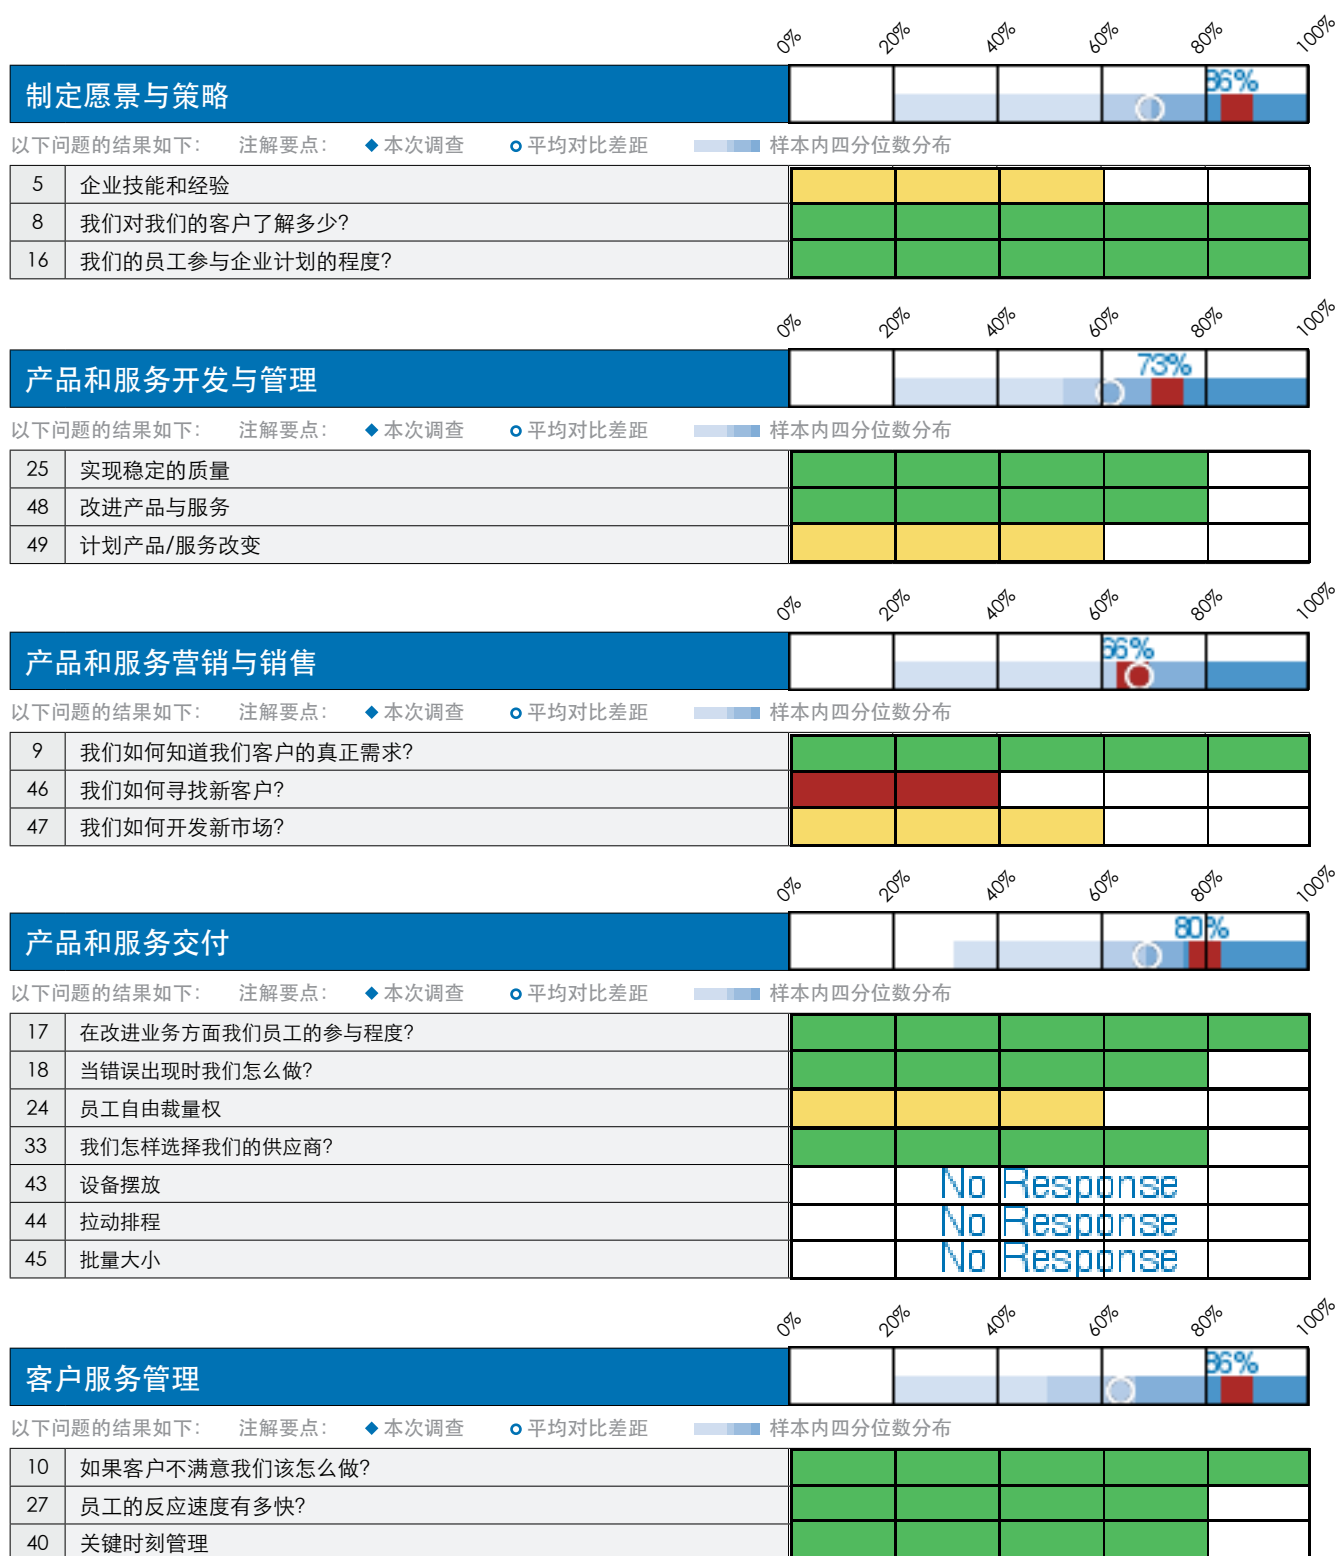 0% 20% 40% 60% 80% 100%
制定愿景与策略 86%
以下问题的结果如下: 注解要点: 本次调查 平均对比差距 样本内四分位数分布
5 企业技能和经验
8 我们对我们的客户了解多少?
16 我们的员工参与企业计划的程度?
0% 20% 40% 60% 80% 100%
产品和服务开发与管理 73%
以下问题的结果如下: 注解要点: 本次调查 平均对比差距 样本内四分位数分布
25 实现稳定的质量
48 改进产品与服务
49 计划产品/服务改变
0% 20% 40% 60% 80% 100%
产品和服务营销与销售 66%
以下问题的结果如下: 注解要点: 本次调查 平均对比差距 样本内四分位数分布
9 我们如何知道我们客户的真正需求?
46 我们如何寻找新客户?
47 我们如何开发新市场?
0% 20% 40% 60% 80% 100%
产品和服务交付 80%
以下问题的结果如下: 注解要点: 本次调查 平均对比差距 样本内四分位数分布
17 在改进业务方面我们员工的参与程度?
18 当错误出现时我们怎么做?
24 员工自由裁量权
33 我们怎样选择我们的供应商?
43 设备摆放 No Response
44 拉动排程 No Response
45 批量大小 No Response
0% 20% 40% 60% 80% 100%
客户服务管理 86%
以下问题的结果如下: 注解要点: 本次调查 平均对比差距 样本内四分位数分布
10 如果客户不满意我们该怎么做?
27 员工的反应速度有多快?
40 关键时刻管理